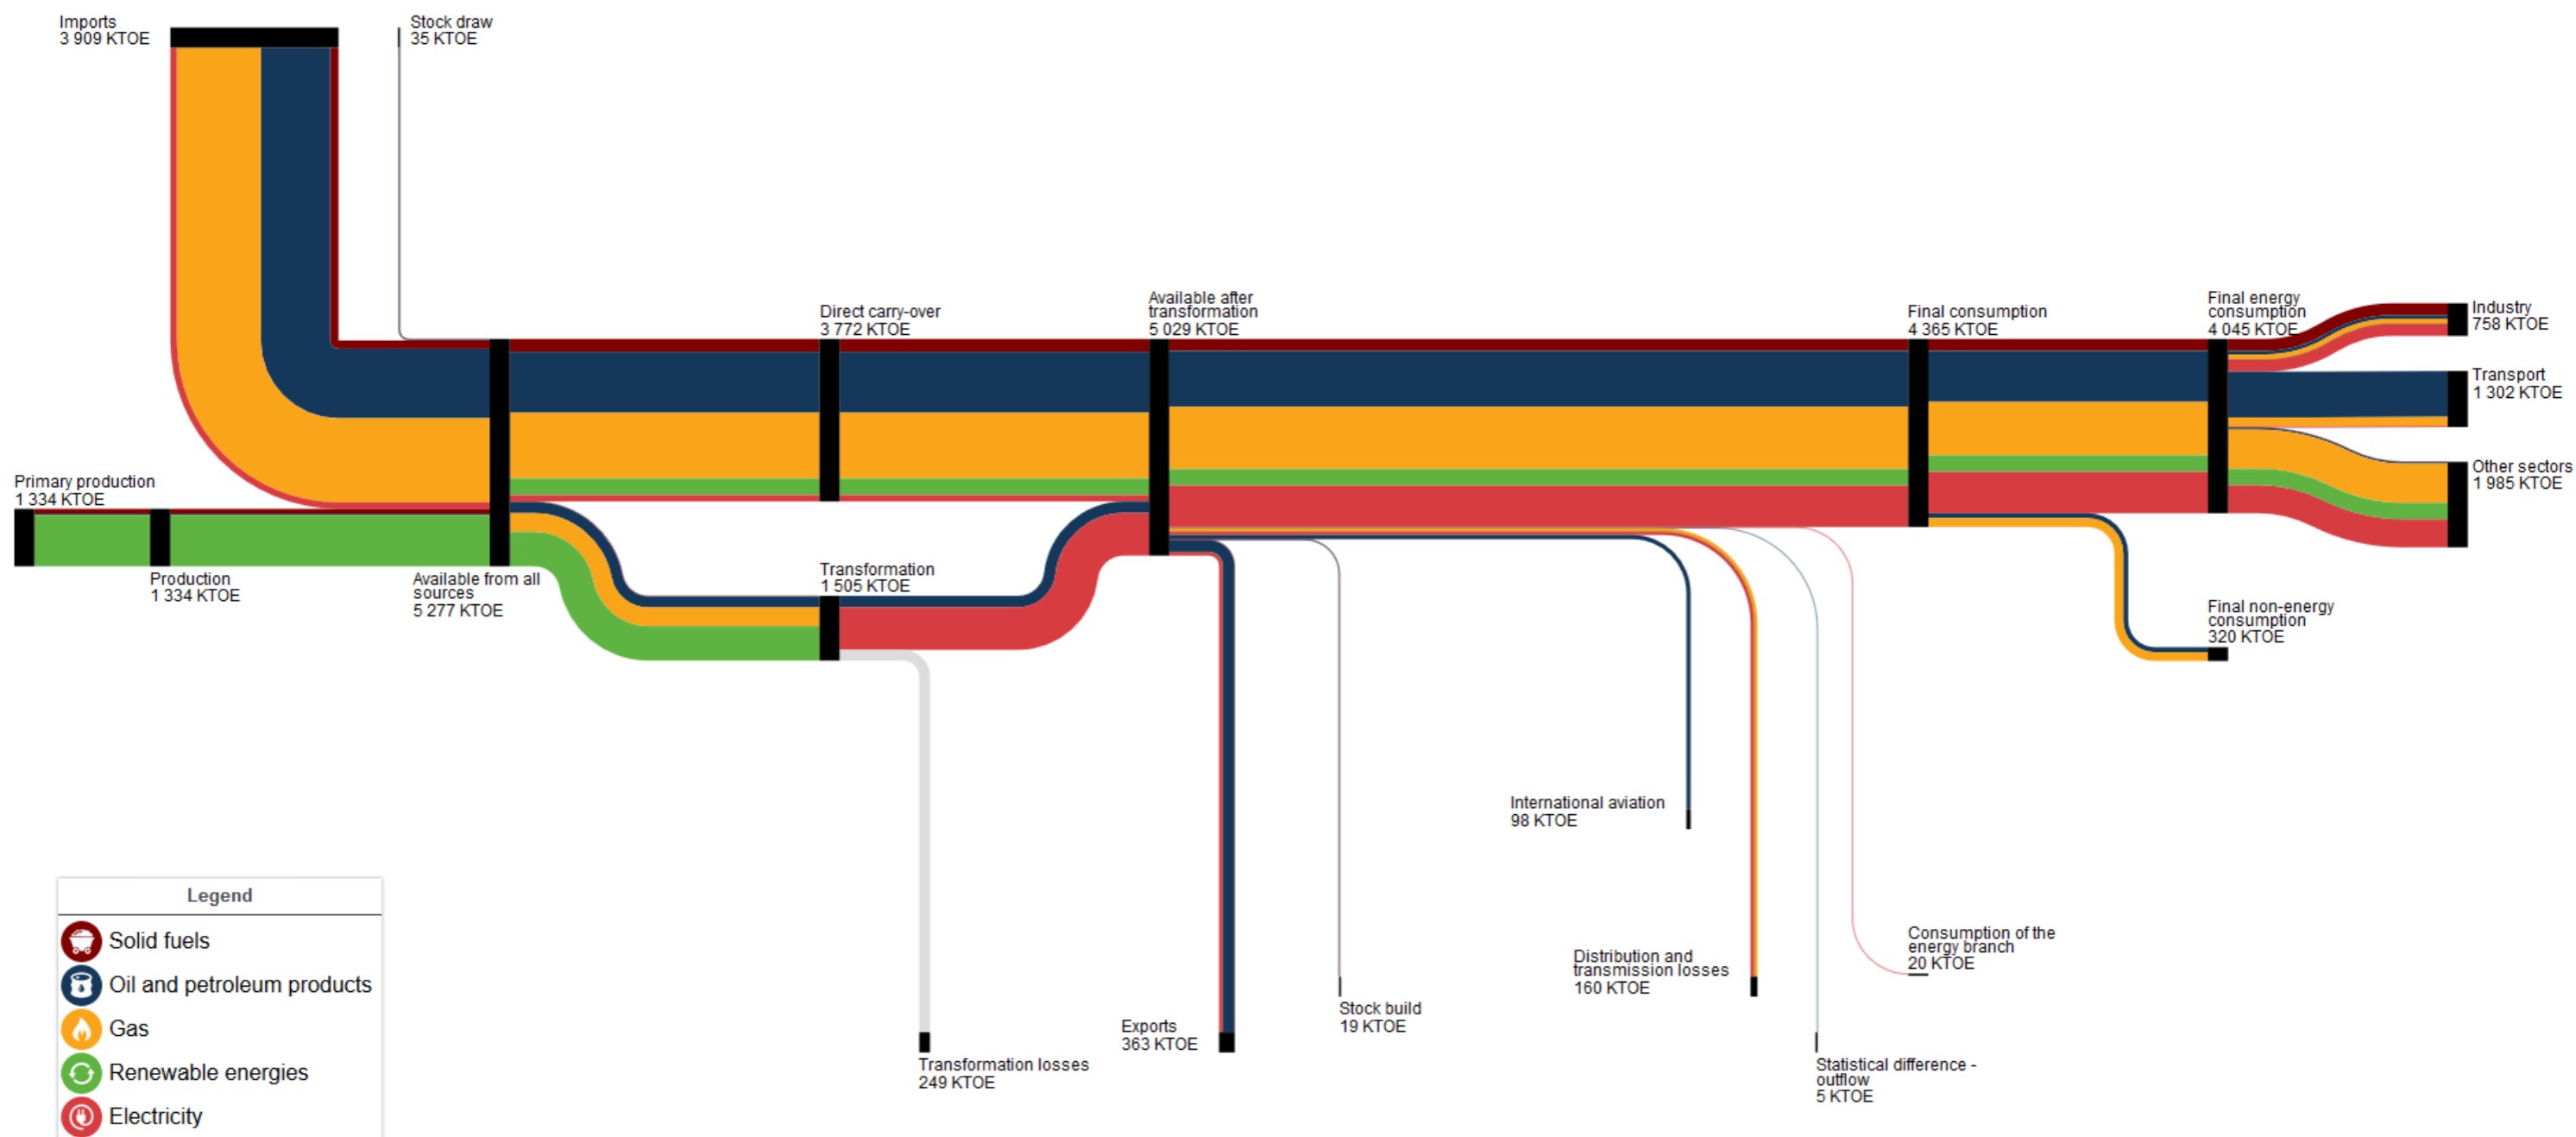 Imports
3 909 KTOE
Stock draw
35 KTOE
Primary production
1 334 KTOE
Production
1 334 KTOE
Available from all
sources
5 277 KTOE
Direct carry-over
3 772 KTOE
Transformation
1 505 KTOE
Available after
transformation
5 029 KTOE
Final consumption
4 365 KTOE
Final energy
consumption
4 045 KTOE
Industry
758 KTOE
Transport
1 302 KTOE
Other sectors
1 985 KTOE
Final non-energy
consumption
320 KTOE
International aviation
98 KTOE
Distribution and
transmission losses
160 KTOE
Consumption of the
energy branch
20 KTOE
Stock build
19 KTOE
Exports
363 KTOE
Transformation losses
249 KTOE
Statistical difference -
outflow
5 KTOE
Legend
Solid fuels
Oil and petroleum products
Gas
Renewable energies
Electricity